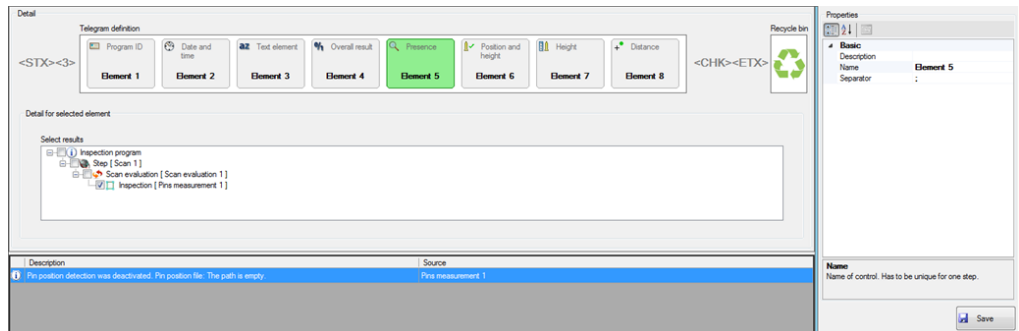 Detail
Telegram definition
Recycle bin
<STX><3>
Program ID
Element 1
Date and
time
Element 2
az Text element
Element 3
Overall result
Element 4
Presence
Element 5
Position and
height
Element 6
Height
Element 7
Distance
Element 8
<CHK><ETX>
Detail for selected element
Select results
Inspection program
Step [ Scan 1 ]
Scan evaluation [ Scan evaluation 1 ]
Inspection [ Pins measurement 1 ]
Description Source
Pin position detection was deactivated. Pin position file: The path is empty. Pins measurement 1
Properties
Basic
Description
Name Element 5
Separator ;
Name
Name of control. Has to be unique for one step.
Save